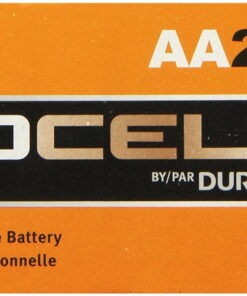 AA2
OCEL
BY/PAR DUR
e Battery
onnelle